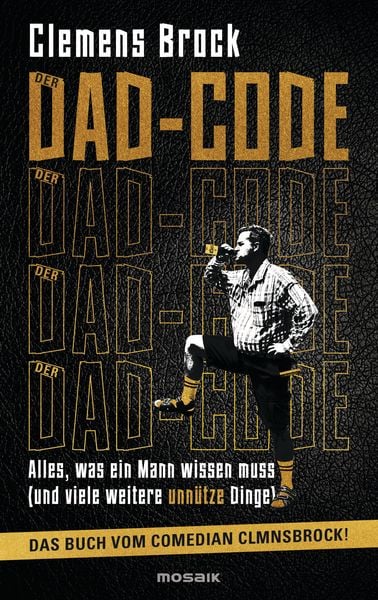 Clemens Brock
DER
DAD-CODE
DER
DAD-CODE
DER
DAD-CODE
DER
DAD-CODE
Alles, was ein Mann wissen muss
(und viele weitere unnütze Dinge)
DAS BUCH VOM COMEDIAN CLMNSBROCK!
mosaik